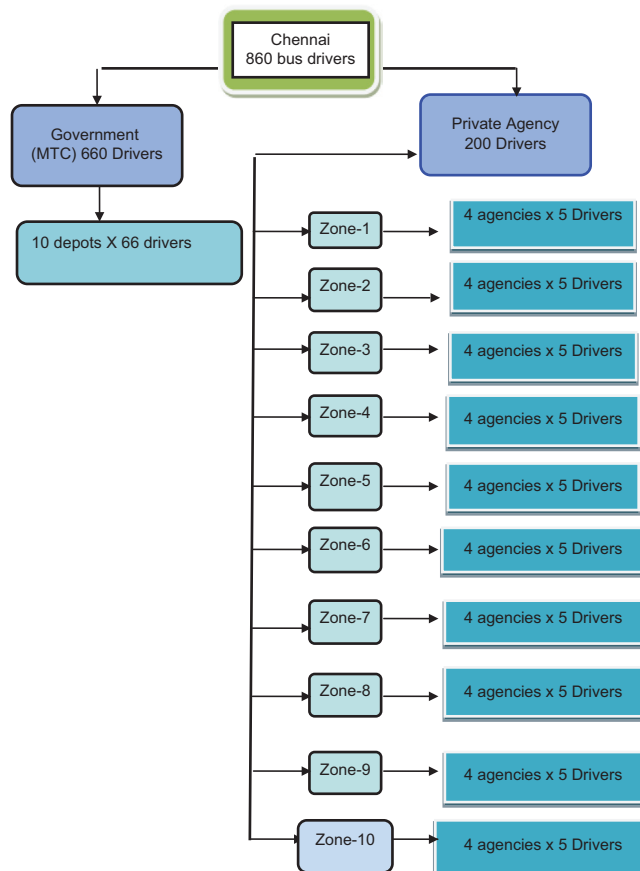 Chennai
860 bus drivers
Government
(MTC) 660 Drivers
Private Agency
200 Drivers
10 depots X 66 drivers
Zone-1
4 agencies x 5 Drivers
Zone-2
4 agencies x 5 Drivers
Zone-3
4 agencies x 5 Drivers
Zone-4
4 agencies x 5 Drivers
Zone-5
4 agencies x 5 Drivers
Zone-6
4 agencies x 5 Drivers
Zone-7
4 agencies x 5 Drivers
Zone-8
4 agencies x 5 Drivers
Zone-9
4 agencies x 5 Drivers
Zone-10
4 agencies x 5 Drivers